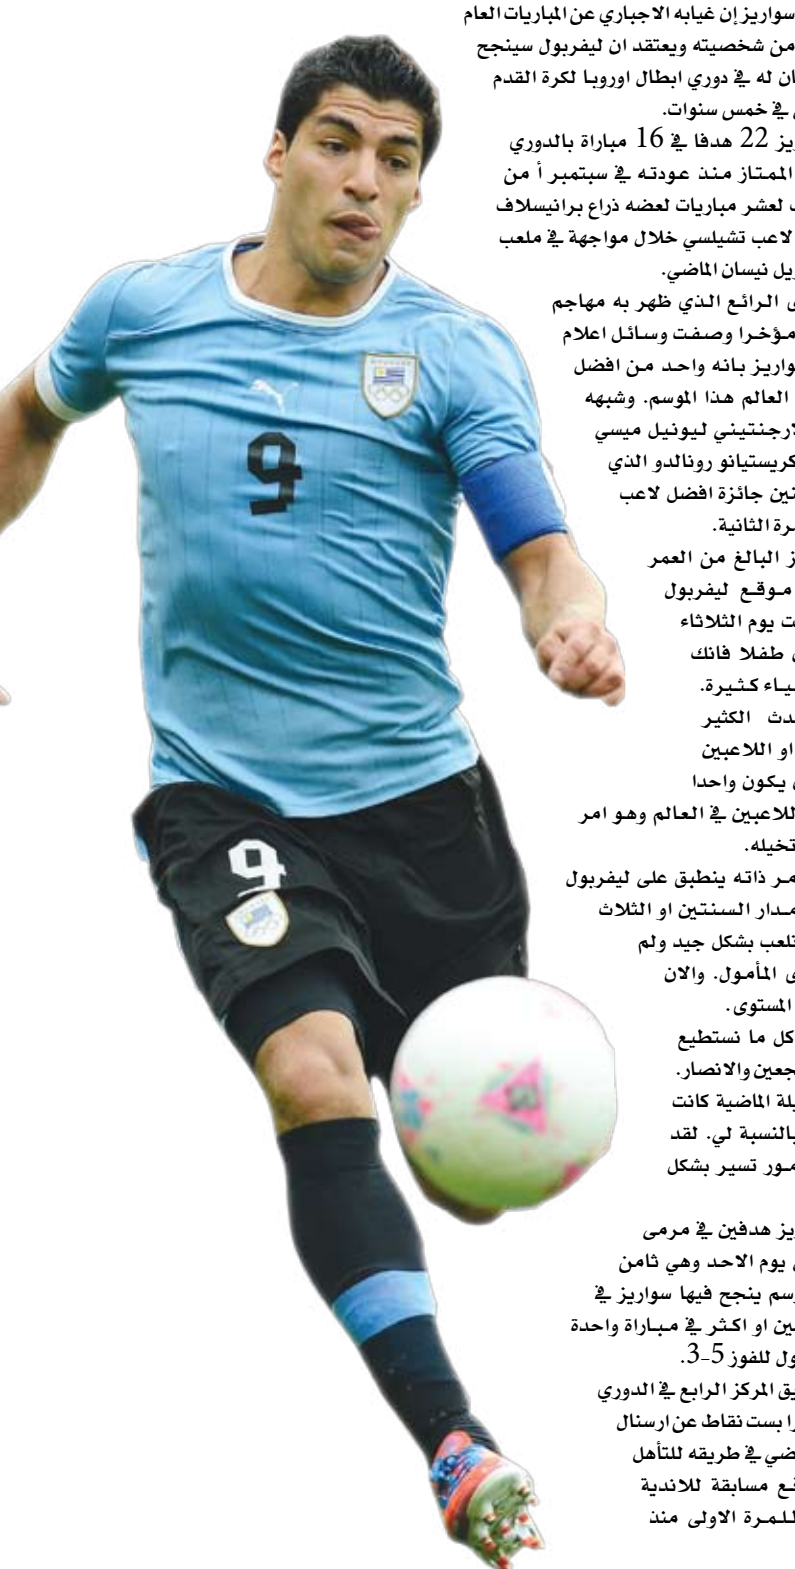 سواريز إن غيابه الاجباري عن المباريات العام
من شخصيته ويعتقد ان ليفربول سينجح
ان له في دوري ابطال اوروبا لكرة القدم
في خمس سنوات.
يز 22 هدفا في 16 مباراة بالدوري
الممتاز منذ عودته في سبتمبر أ من
لعشر مباريات لعضه ذراع برانيسلاف
لاعب تشيلسي خلال مواجهة في ملعب
ريل نيسان الماضي.
ى الرائع الذي ظهر به مهاجم
مؤخرا وصفت وسائل اعلام
واريز بانه واحد من افضل
العالم هذا الموسم. وشبهه
لارجنتيني ليونيل ميسي
كريستيانو رونالدو الذي
نين جائزة افضل لاعب
رة الثانية.
ز البالغ من العمر
موقع ليفربول
ت يوم الثلاثاء
طفلا فانك
ياء كثيرة.
دث الكثير
او اللاعبين
يكون واحدا
للاعبين في العالم وهو امر
تخيله.
مر ذاته ينطبق على ليفربول
مدار السنتين او الثلاث
تلعب بشكل جيد ولم
ى المأمول. والان
المستوى.
كل ما نستطيع
جعين والانصار.
يلة الماضية كانت
بالنسبة لي. لقد
مور تسير بشكل
يز هدفين في مرمى
يوم الاحد وهي ثامن
وسم ينجح فيها سواريز في
ين او اكثر في مباراة واحدة
ول للفوز 5-3.
يق المركز الرابع في الدوري
را بست نقاط عن ارسنال
ضي في طريقه للتأهل
ع مسابقة للاندية
للمرة الاولى منذ
9
9